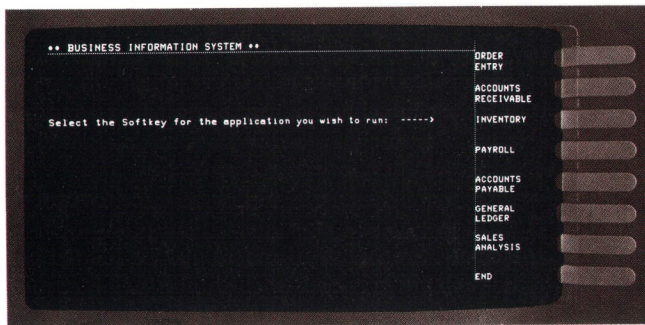 •• BUSINESS INFORMATION SYSTEM ••
ORDER
ENTRY
ACCOUNTS
RECEIVABLE
Select the Softkey for the application you wish to run: ----->
INVENTORY
PAYROLL
ACCOUNTS
PAYABLE
GENERAL
LEDGER
SALES
ANALYSIS
END